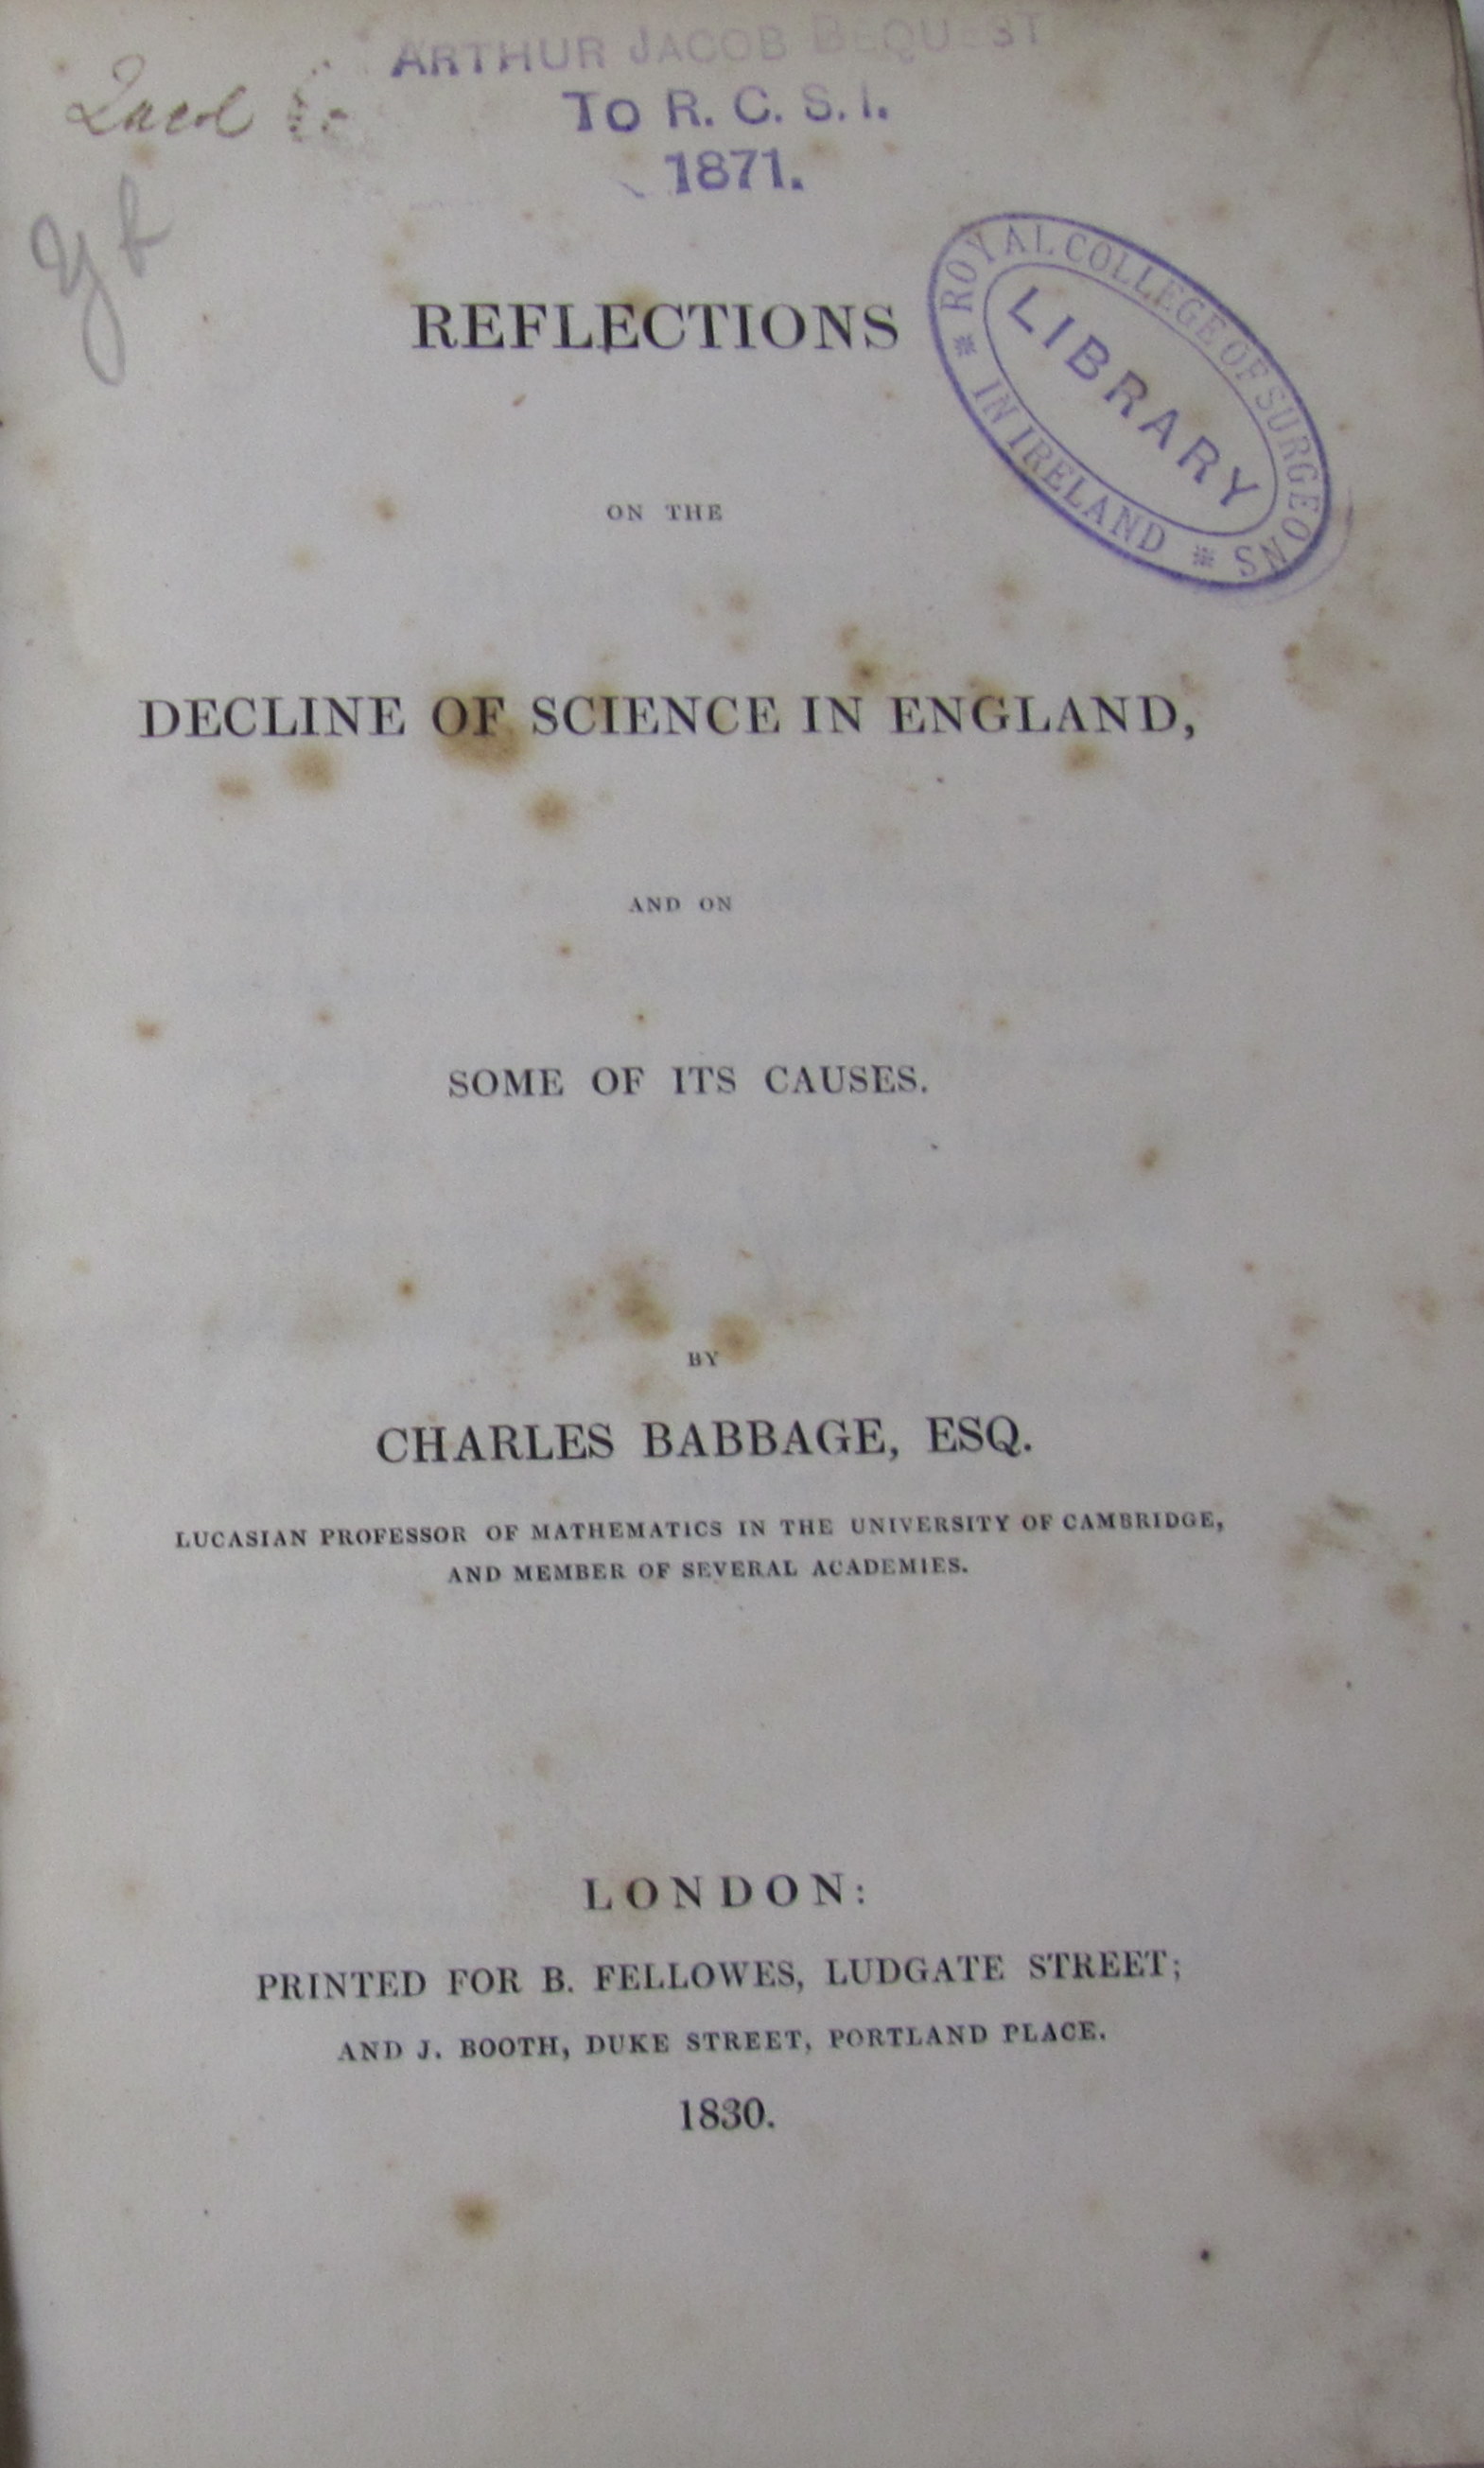 ARTHUR JACOB BEQUEST
TO R. C. S. I.
1871.
REFLECTIONS
ROYAL COLLEGE OF SURGEONS
※ IN IRELAND ※
LIBRARY
ON THE
DECLINE OF SCIENCE IN ENGLAND,
AND ON
SOME OF ITS CAUSES.
BY
CHARLES BABBAGE, ESQ.
LUCASIAN PROFESSOR OF MATHEMATICS IN THE UNIVERSITY OF CAMBRIDGE,
AND MEMBER OF SEVERAL ACADEMIES.
LONDON:
PRINTED FOR B. FELLOWES, LUDGATE STREET;
AND J. BOOTH, DUKE STREET, PORTLAND PLACE.
1830.